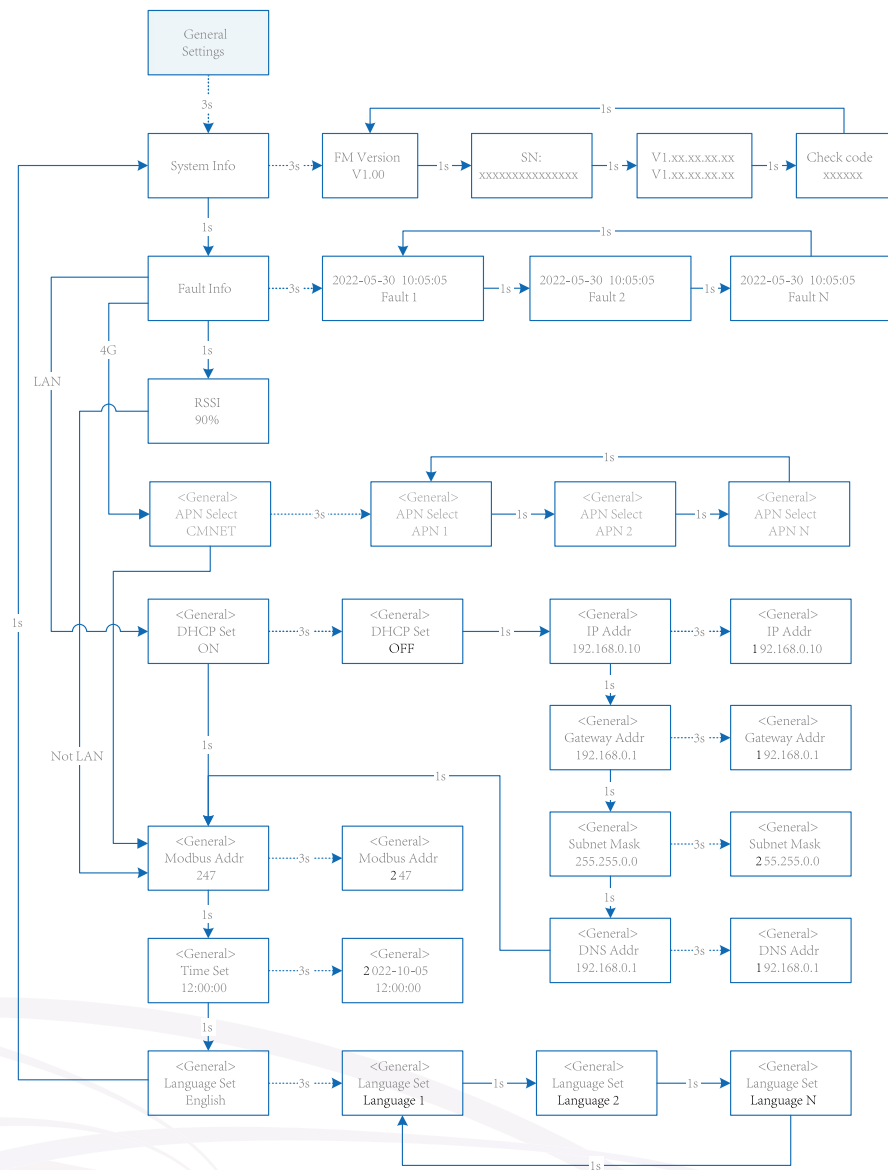 General
Settings
3s
1s
System Info
3s
FM Version
V1.00
1s
SN:
xxxxxxxxxxxxxxx
1s
V1.xx.xx.xx.xx
V1.xx.xx.xx.xx
1s
Check code
xxxxxx
1s
1s
Fault Info
3s
2022-05-30 10:05:05
Fault 1
1s
2022-05-30 10:05:05
Fault 2
1s
2022-05-30 10:05:05
Fault N
4G
1s
LAN
RSSI
90%
1s
<General>
APN Select
CMNET
3s
<General>
APN Select
APN 1
1s
<General>
APN Select
APN 2
1s
<General>
APN Select
APN N
1s
<General>
DHCP Set
ON
3s
<General>
DHCP Set
OFF
1s
<General>
IP Addr
192.168.0.10
3s
<General>
IP Addr
192.168.0.10
1s
<General>
Gateway Addr
192.168.0.1
3s
<General>
Gateway Addr
192.168.0.1
1s
Not LAN
1s
1s
<General>
Modbus Addr
247
3s
<General>
Modbus Addr
247
<General>
Subnet Mask
255.255.0.0
3s
<General>
Subnet Mask
255.255.0.0
1s
1s
<General>
Time Set
12:00:00
3s
2022-10-05
12:00:00
<General>
DNS Addr
192.168.0.1
3s
<General>
DNS Addr
192.168.0.1
1s
<General>
Language Set
English
3s
<General>
Language Set
Language 1
1s
<General>
Language Set
Language 2
1s
<General>
Language Set
Language N
1s